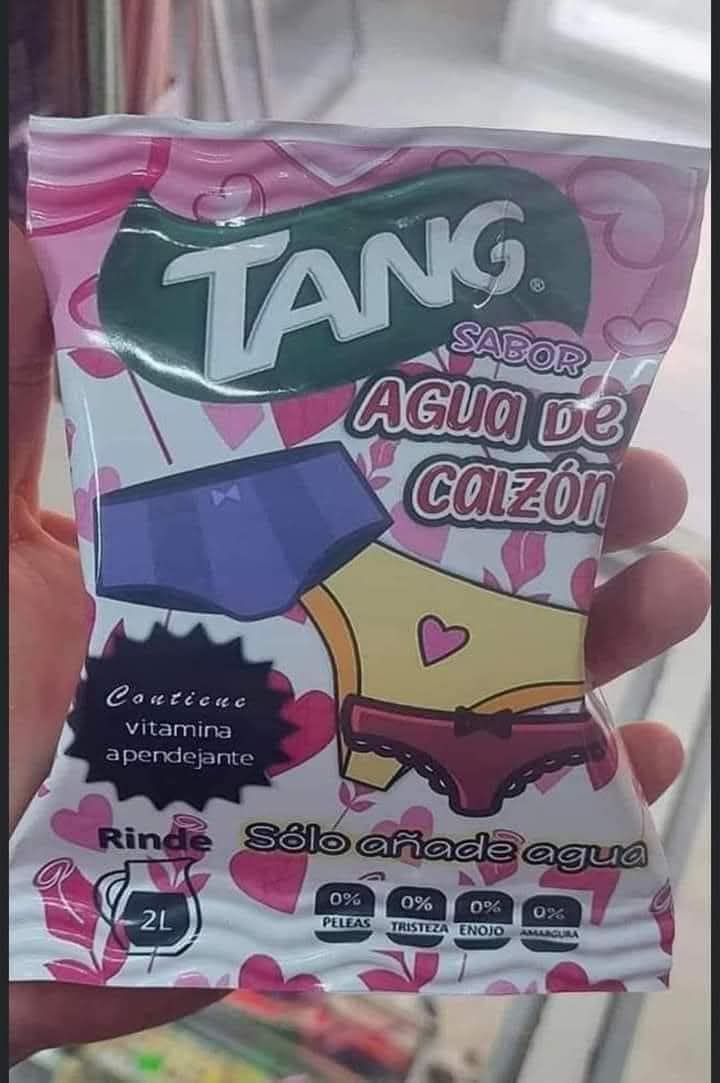 TANG®
SABOR
AGUA DE
CALZÓN
Contiene
vitamina
apendejante
Rinde
2L
Sólo añade agua
0%
PELEAS
0%
TRISTEZA
0%
ENOJO
0%
AMARGURA